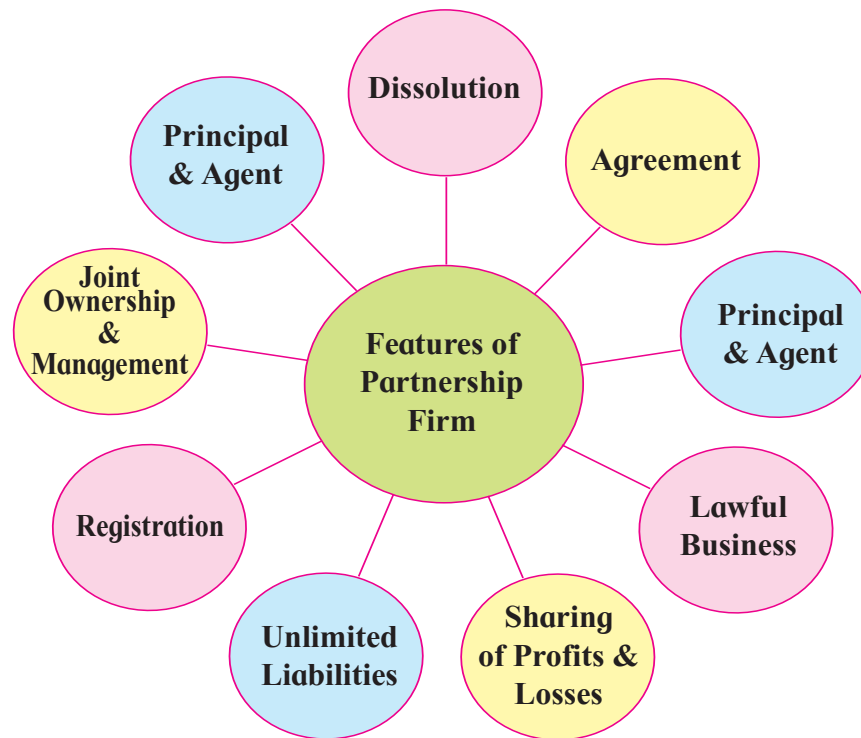 Dissolution
Agreement
Principal
& Agent
Lawful
Business
Sharing
of Profits &
Losses
Unlimited
Liabilities
Registration
Joint
Ownership
&
Management
Principal
& Agent
Features of
Partnership
Firm